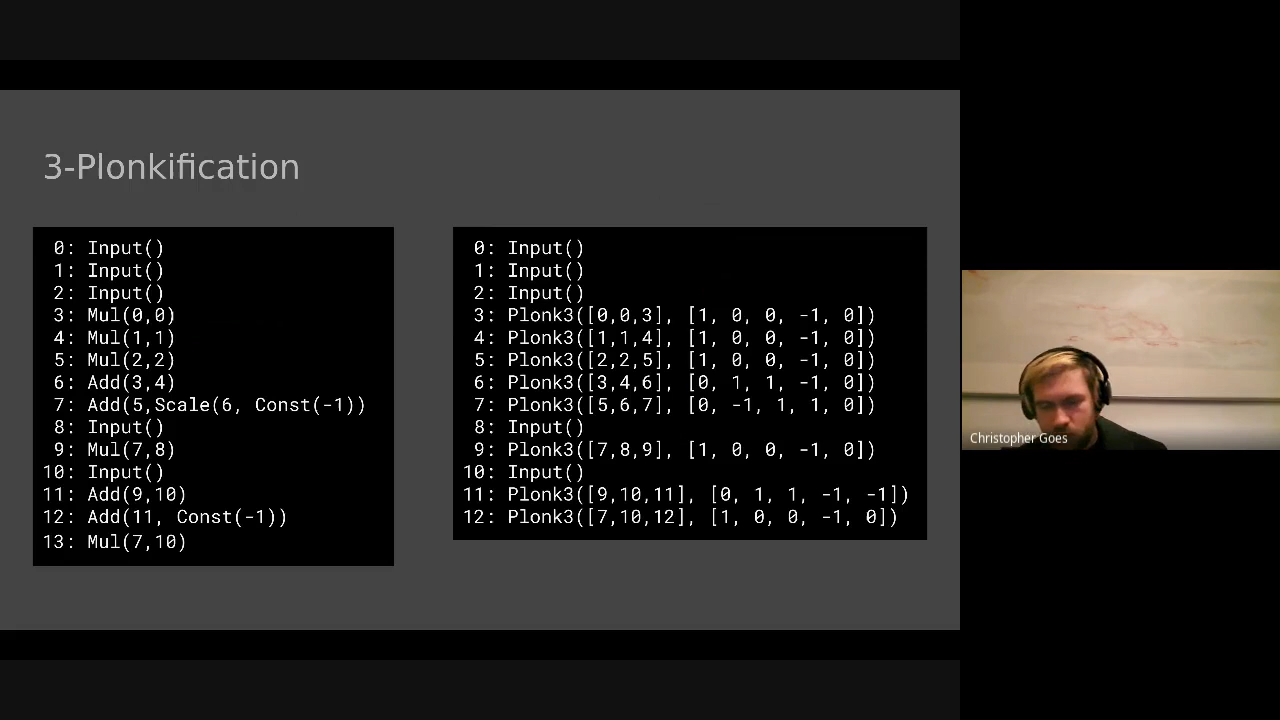 3-Plonkification
0: Input()
1: Input()
2: Input()
3: Mul(0,0)
4: Mul(1,1)
5: Mul(2,2)
6: Add(3,4)
7: Add(5,Scale(6, Const(-1))
8: Input()
9: Mul(7,8)
10: Input()
11: Add(9,10)
12: Add(11, Const(-1))
13: Mul(7,10)
0: Input()
1: Input()
2: Input()
3: Plonk3([0,0,3], [1, 0, 0, -1, 0])
4: Plonk3([1,1,4], [1, 0, 0, -1, 0])
5: Plonk3([2,2,5], [1, 0, 0, -1, 0])
6: Plonk3([3,4,6], [0, 1, 1, -1, 0])
7: Plonk3([5,6,7], [0, -1, 1, 1, 0])
8: Input()
9: Plonk3([7,8,9], [1, 0, 0, -1, 0])
10: Input()
11: Plonk3([9,10,11], [0, 1, 1, -1, -1])
12: Plonk3([7,10,12], [1, 0, 0, -1, 0])
Christopher Goes